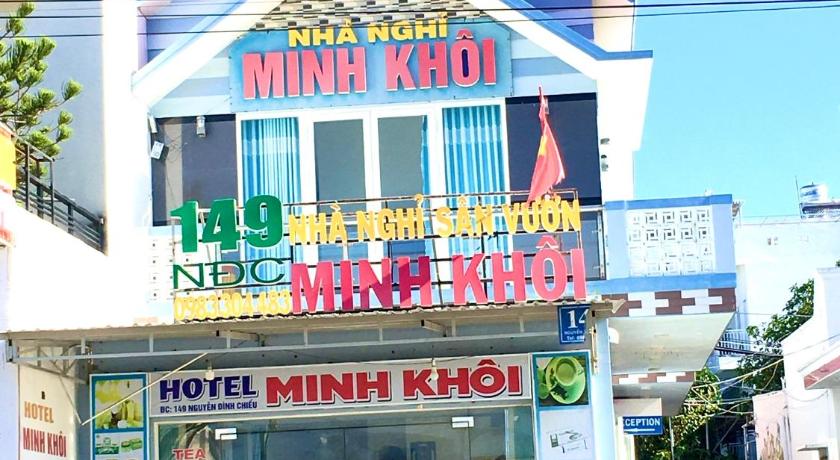 NHÀ NGHỈ
MINH KHÔI
149
NHÀ NGHỈ SÂN VƯỜN
NĐC
MINH KHÔI
0983304483
HOTEL MINH KHÔI
ĐC: 149 NGUYỄN ĐÌNH CHIỂU
TEA
HOTEL
MINH KHÔI